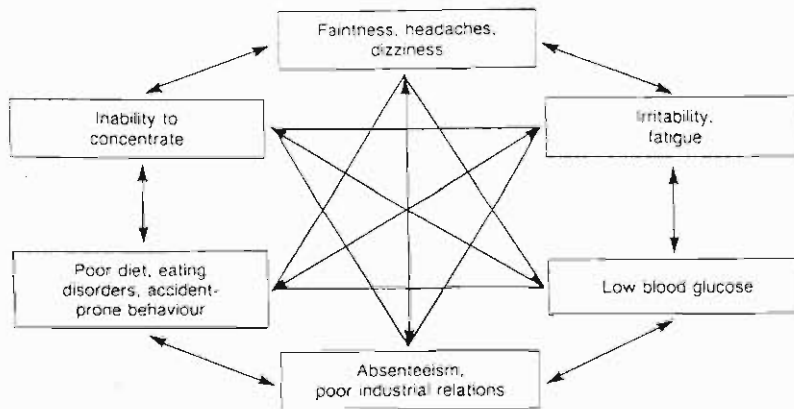 Faintness, headaches,
dizziness
Inability to
concentrate
Irritability,
fatigue
Poor diet, eating
disorders, accident-
prone behaviour
Low blood glucose
Absenteeism,
poor industrial relations